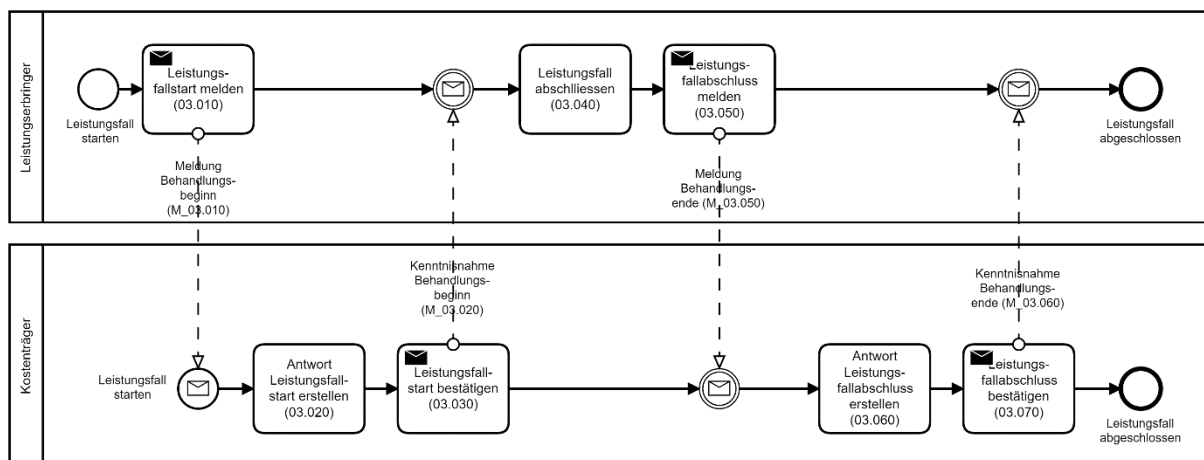 Leistungserbringer
Leistungsfall
starten
Leistungs-
fallstart melden
(03.010)
Meldung
Behandlungs-
beginn
(M_03.010)
Leistungsfall
abschlliessen
(03.040)
Leistungs-
fallabschluss
melden
(03.050)
Meldung
Behandlungs-
ende (M_03.050)
Leistungsfall
abgeschlossen
Kostenträger
Leistungsfall
starten
Antwort
Leistungsfall-
start erstellen
(03.020)
Kenntnisnahme
Behandlungs-
beginn
(M_03.020)
Leistungsfall-
start bestätigen
(03.030)
Antwort
Leistungs-
fallabschluss
erstellen
(03.060)
Kenntnisnahme
Behandlungs-
ende (M_03.060)
Leistungs-
fallabschluss
bestätigen
(03.070)
Leistungsfall
abgeschlossen